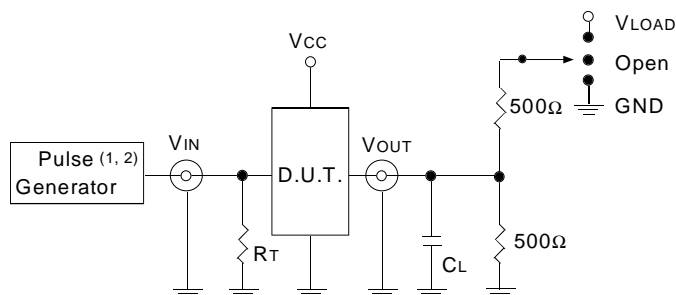 VLOAD
VCC
Open
500Ω
GND
VIN
VOUT
Pulse (1, 2)
Generator
D.U.T.
RT
CL
500Ω